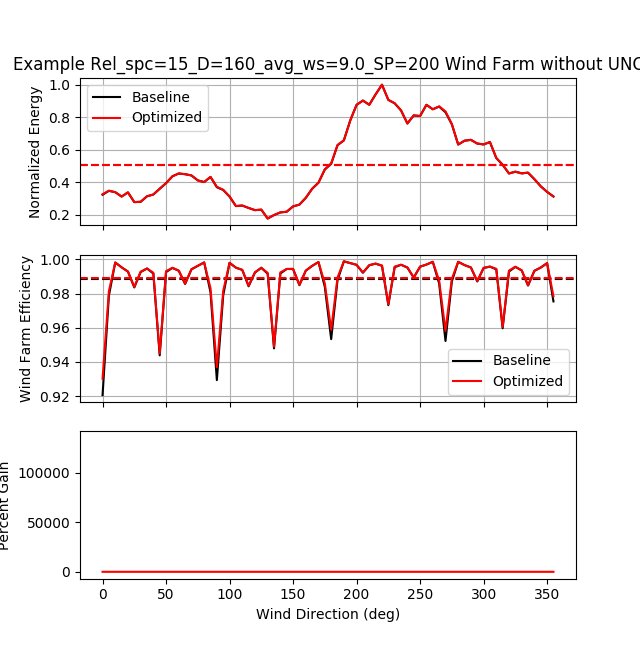 Example Rel_spc=15_D=160_avg_ws=9.0_SP=200 Wind Farm without UNC
Normalized Energy
1.0
0.8
0.6
0.4
0.2
Baseline
Optimized
Wind Farm Efficiency
1.00
0.98
0.96
0.94
0.92
Baseline
Optimized
Percent Gain
100000
50000
0
0 50 100 150 200 250 300 350
Wind Direction (deg)